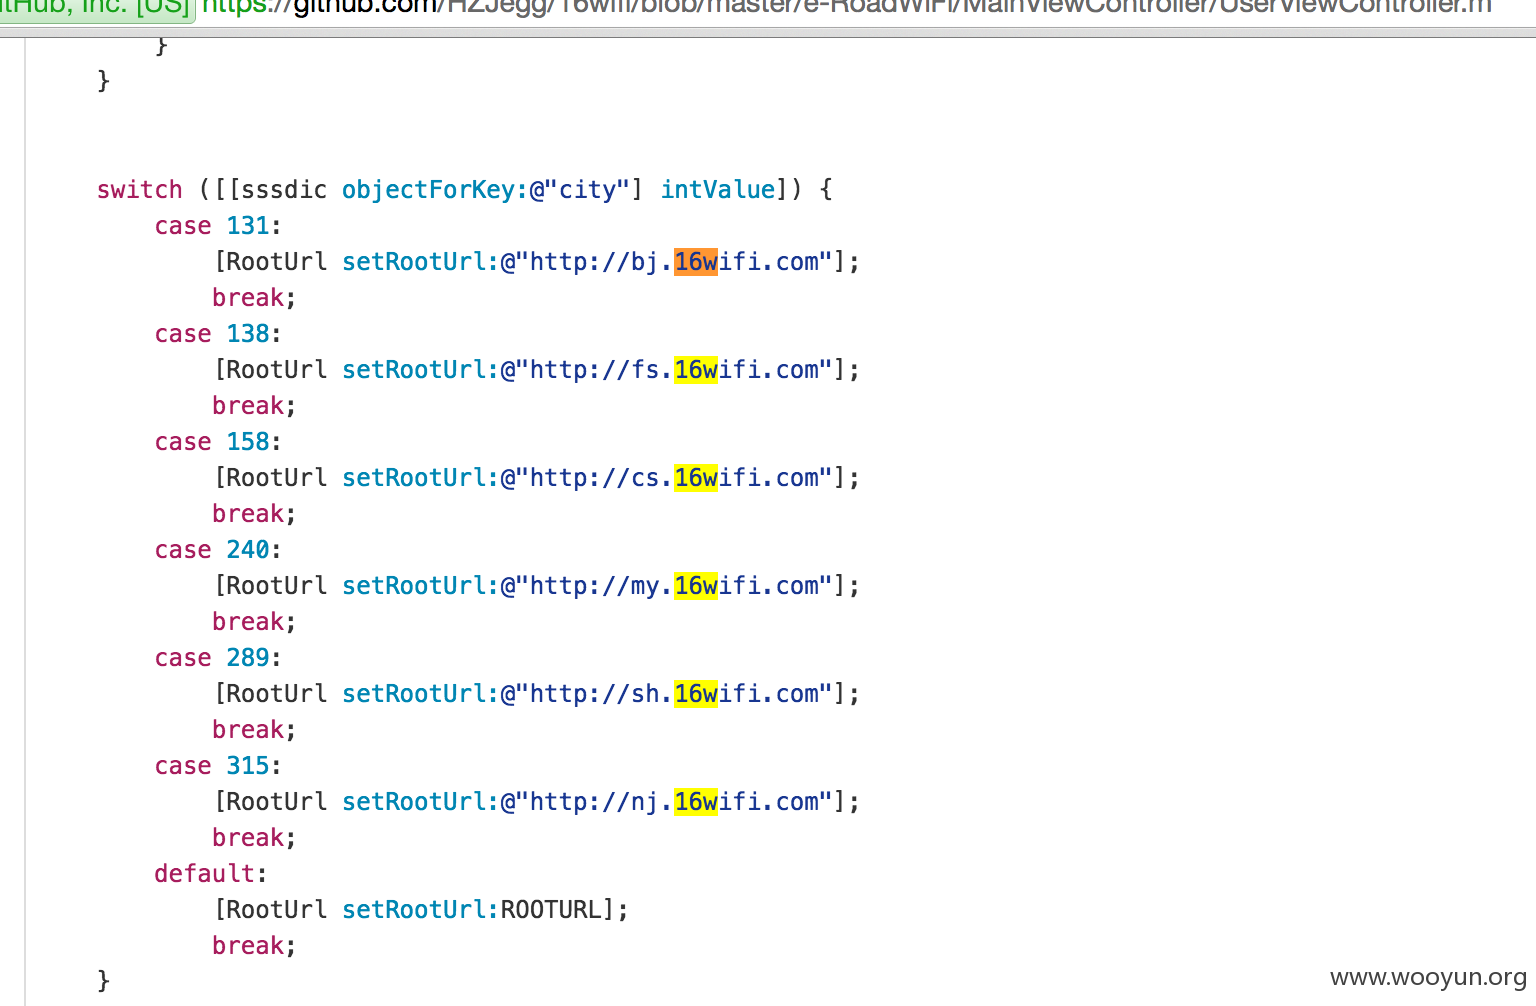 itHub, Inc. [US] https://github.com/HZJegg/16wifi/blob/master/e-RoadWiFi/MainViewController/UserViewController.m
}
}
switch ([[sssdic objectForKey:@"city"] intValue]) {
case 131:
[RootUrl setRootUrl:@"http://bj.16wifi.com"];
break;
case 138:
[RootUrl setRootUrl:@"http://fs.16wifi.com"];
break;
case 158:
[RootUrl setRootUrl:@"http://cs.16wifi.com"];
break;
case 240:
[RootUrl setRootUrl:@"http://my.16wifi.com"];
break;
case 289:
[RootUrl setRootUrl:@"http://sh.16wifi.com"];
break;
case 315:
[RootUrl setRootUrl:@"http://nj.16wifi.com"];
break;
default:
[RootUrl setRootUrl:ROOTURL];
break;
}
www.wooyun.org